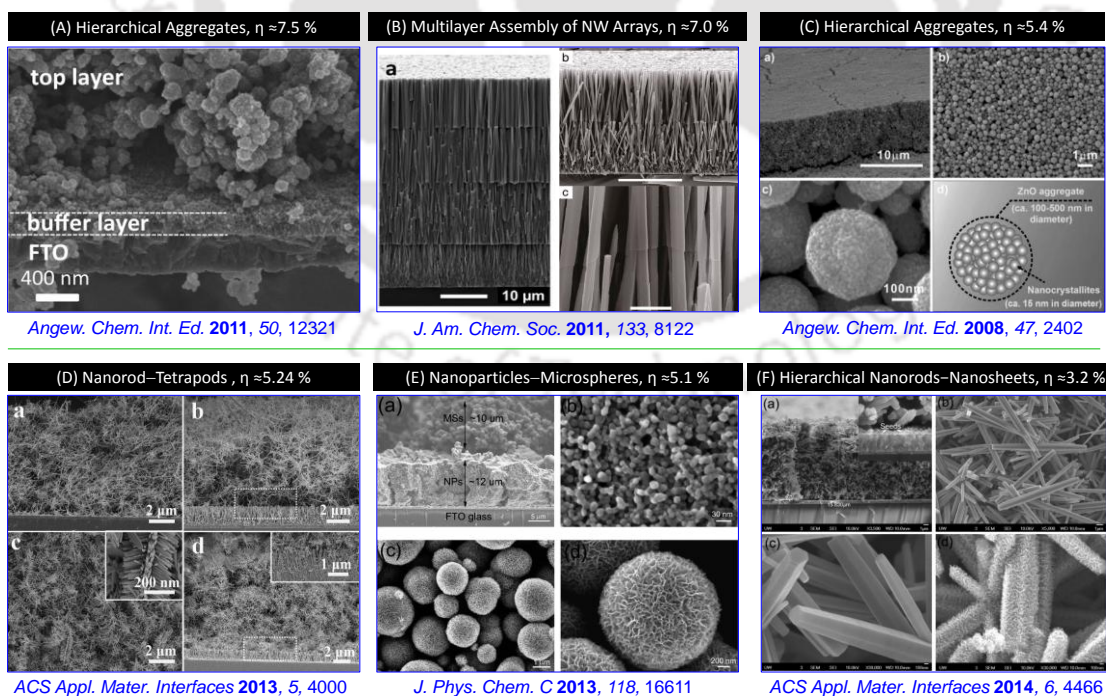 (A) Hierarchical Aggregates, η ≈7.5 %
top layer
buffer layer
FTO
400 nm
Angew. Chem. Int. Ed. 2011, 50, 12321
(B) Multilayer Assembly of NW Arrays, η ≈7.0 %
a
10 μm
b
c
J. Am. Chem. Soc. 2011, 133, 8122
(C) Hierarchical Aggregates, η ≈5.4 %
a)
10μm
b)
1μm
c)
100nm
d)
ZnO aggregate
(ca. 100-500 nm in
diameter)
Nanocrystallites
(ca. 15 nm in diameter)
Angew. Chem. Int. Ed. 2008, 47, 2402
(D) Nanorod–Tetrapods , η ≈5.24 %
a
2 μm
b
2 μm
c
200 nm
2 μm
d
1 μm
2 μm
ACS Appl. Mater. Interfaces 2013, 5, 4000
(E) Nanoparticles–Microspheres, η ≈5.1 %
(a)
MSs ~10 um
NPs ~12 um
FTO glass
5 μm
(b)
30 nm
(c)
1 μm
(d)
200 nm
J. Phys. Chem. C 2013, 118, 16611
(F) Hierarchical Nanorods−Nanosheets, η ≈3.2 %
(a)
Seeds
(b)
(c)
(d)
ACS Appl. Mater. Interfaces 2014, 6, 4466